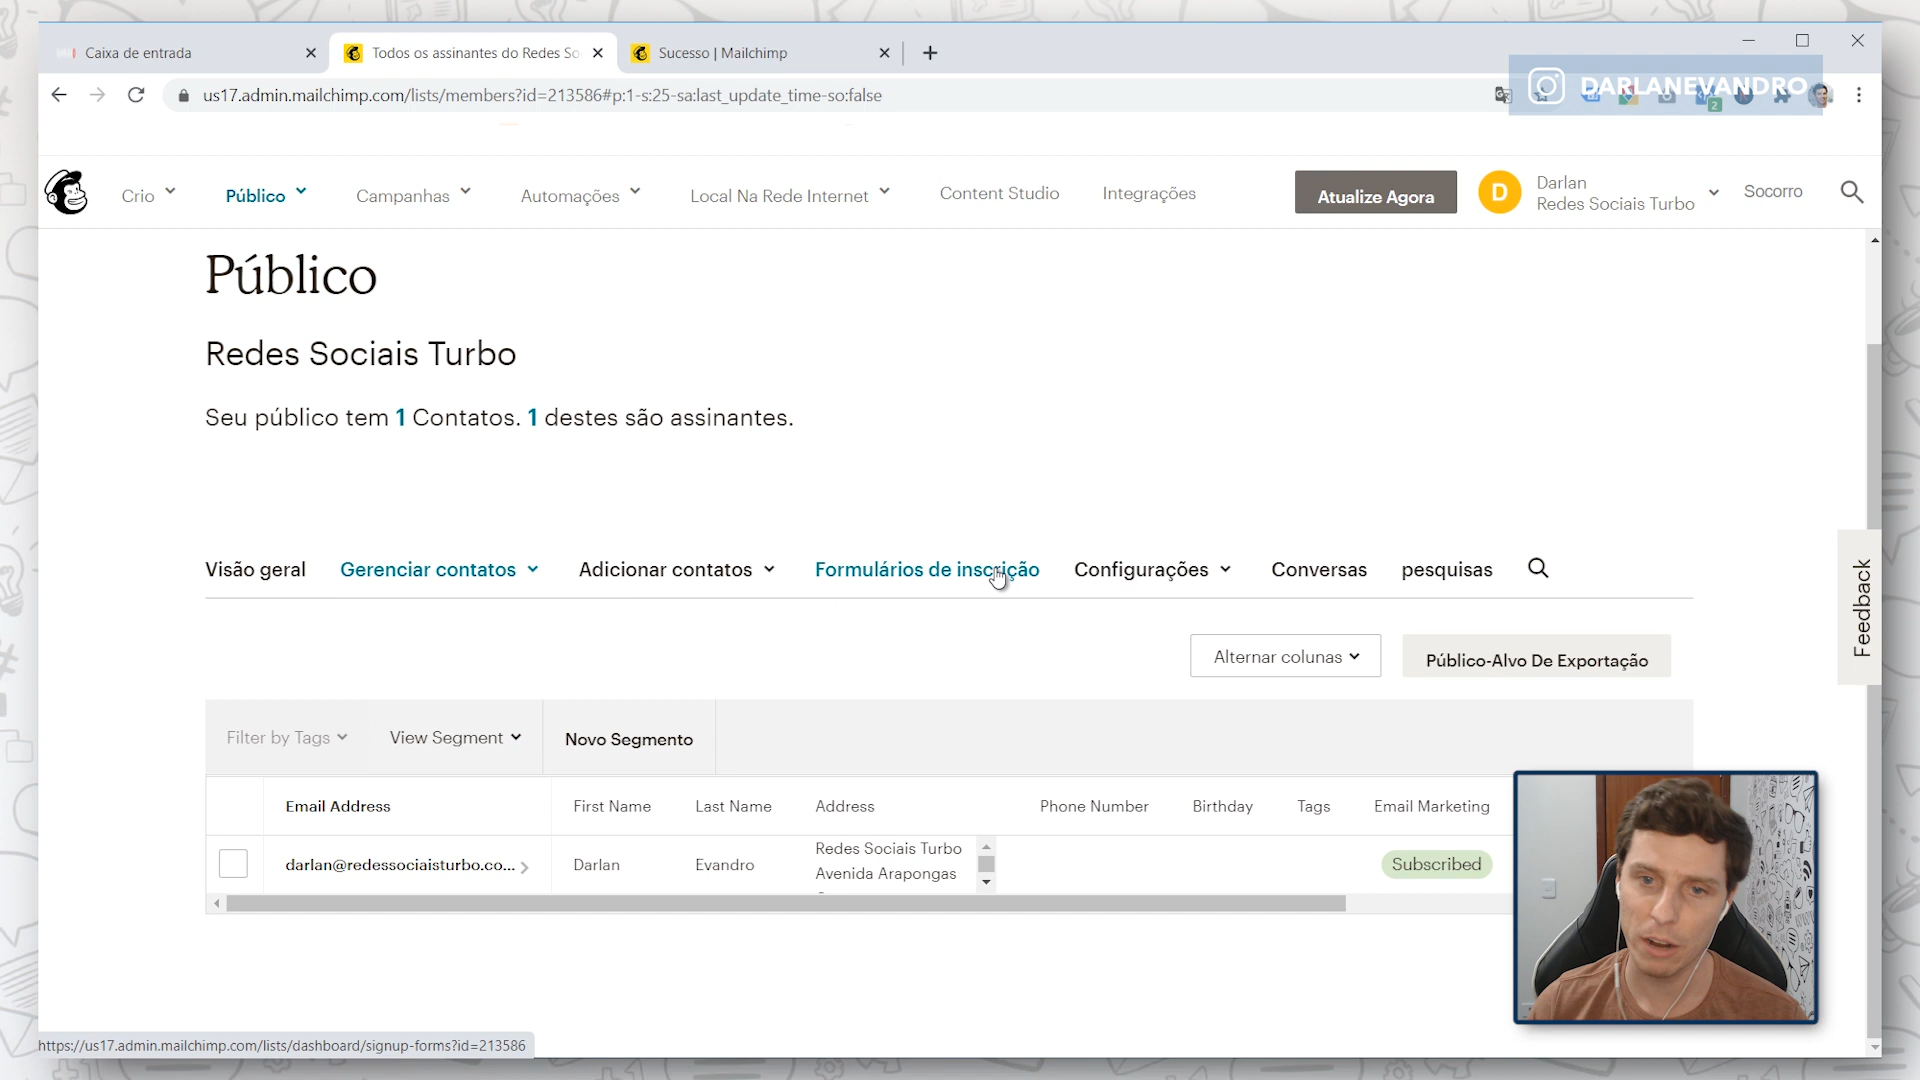 Caixa de entrada
Todos os assinantes do Redes So
Sucesso | Mailchimp
us17.admin.mailchimp.com/lists/members?id=213586#p:1-s:25-sa:last_update_time-so:false
DARLANEVANDRO
2
Crio
Público
Campanhas
Automações
Local Na Rede Internet
Content Studio
Integrações
Atualize Agora
D
Darlan
Redes Sociais Turbo
Socorro
Público
Redes Sociais Turbo
Seu público tem 1 Contatos. 1 destes são assinantes.
Visão geral
Gerenciar contatos
Adicionar contatos
Formulários de inscrição
Configurações
Conversas
pesquisas
Feedback
Alternar colunas
Público-Alvo De Exportação
Filter by Tags
View Segment
Novo Segmento
Email Address
First Name
Last Name
Address
Phone Number
Birthday
Tags
Email Marketing
darlan@redessociaisturbo.co...
Darlan
Evandro
Redes Sociais Turbo
Avenida Arapongas
Subscribed
https://us17.admin.mailchimp.com/lists/dashboard/signup-forms?id=213586